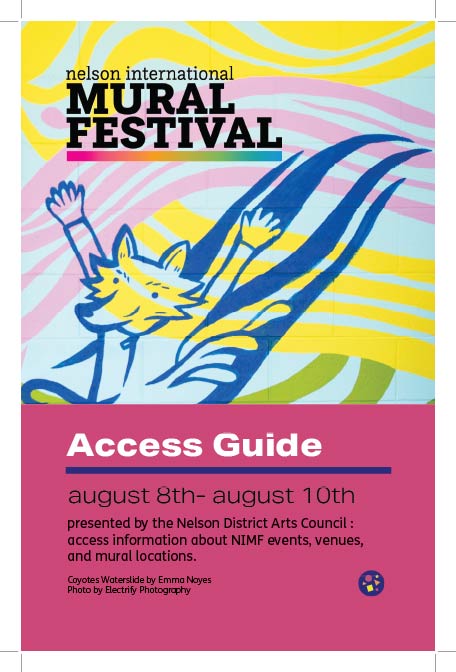 nelson international
MURAL
FESTIVAL
Access Guide
august 8th- august 10th
presented by the Nelson District Arts Council :
access information about NIMF events, venues,
and mural locations.
Coyotes Waterslide by Emma Noyes
Photo by Electrify Photography